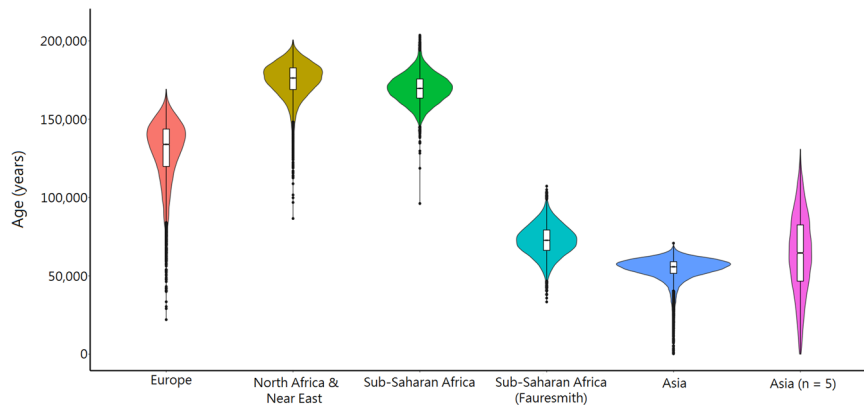 200,000
150,000
100,000
50,000
0
Age (years)
Europe
North Africa &
Near East
Sub-Saharan Africa
Sub-Saharan Africa
(Fauresmith)
Asia
Asia (n = 5)